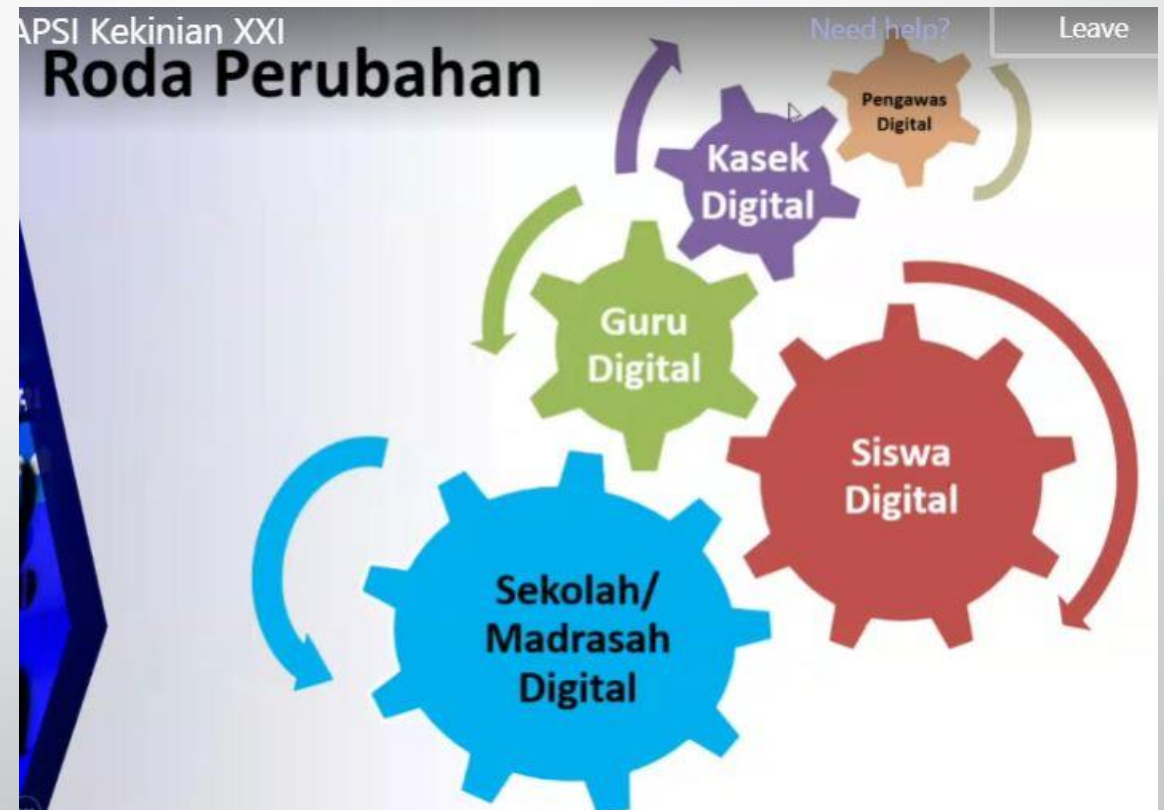 APSI Kekinian XXI
Need help?
Leave
Roda Perubahan
Pengawas
Digital
Kasek
Digital
Guru
Digital
Siswa
Digital
Sekolah/
Madrasah
Digital